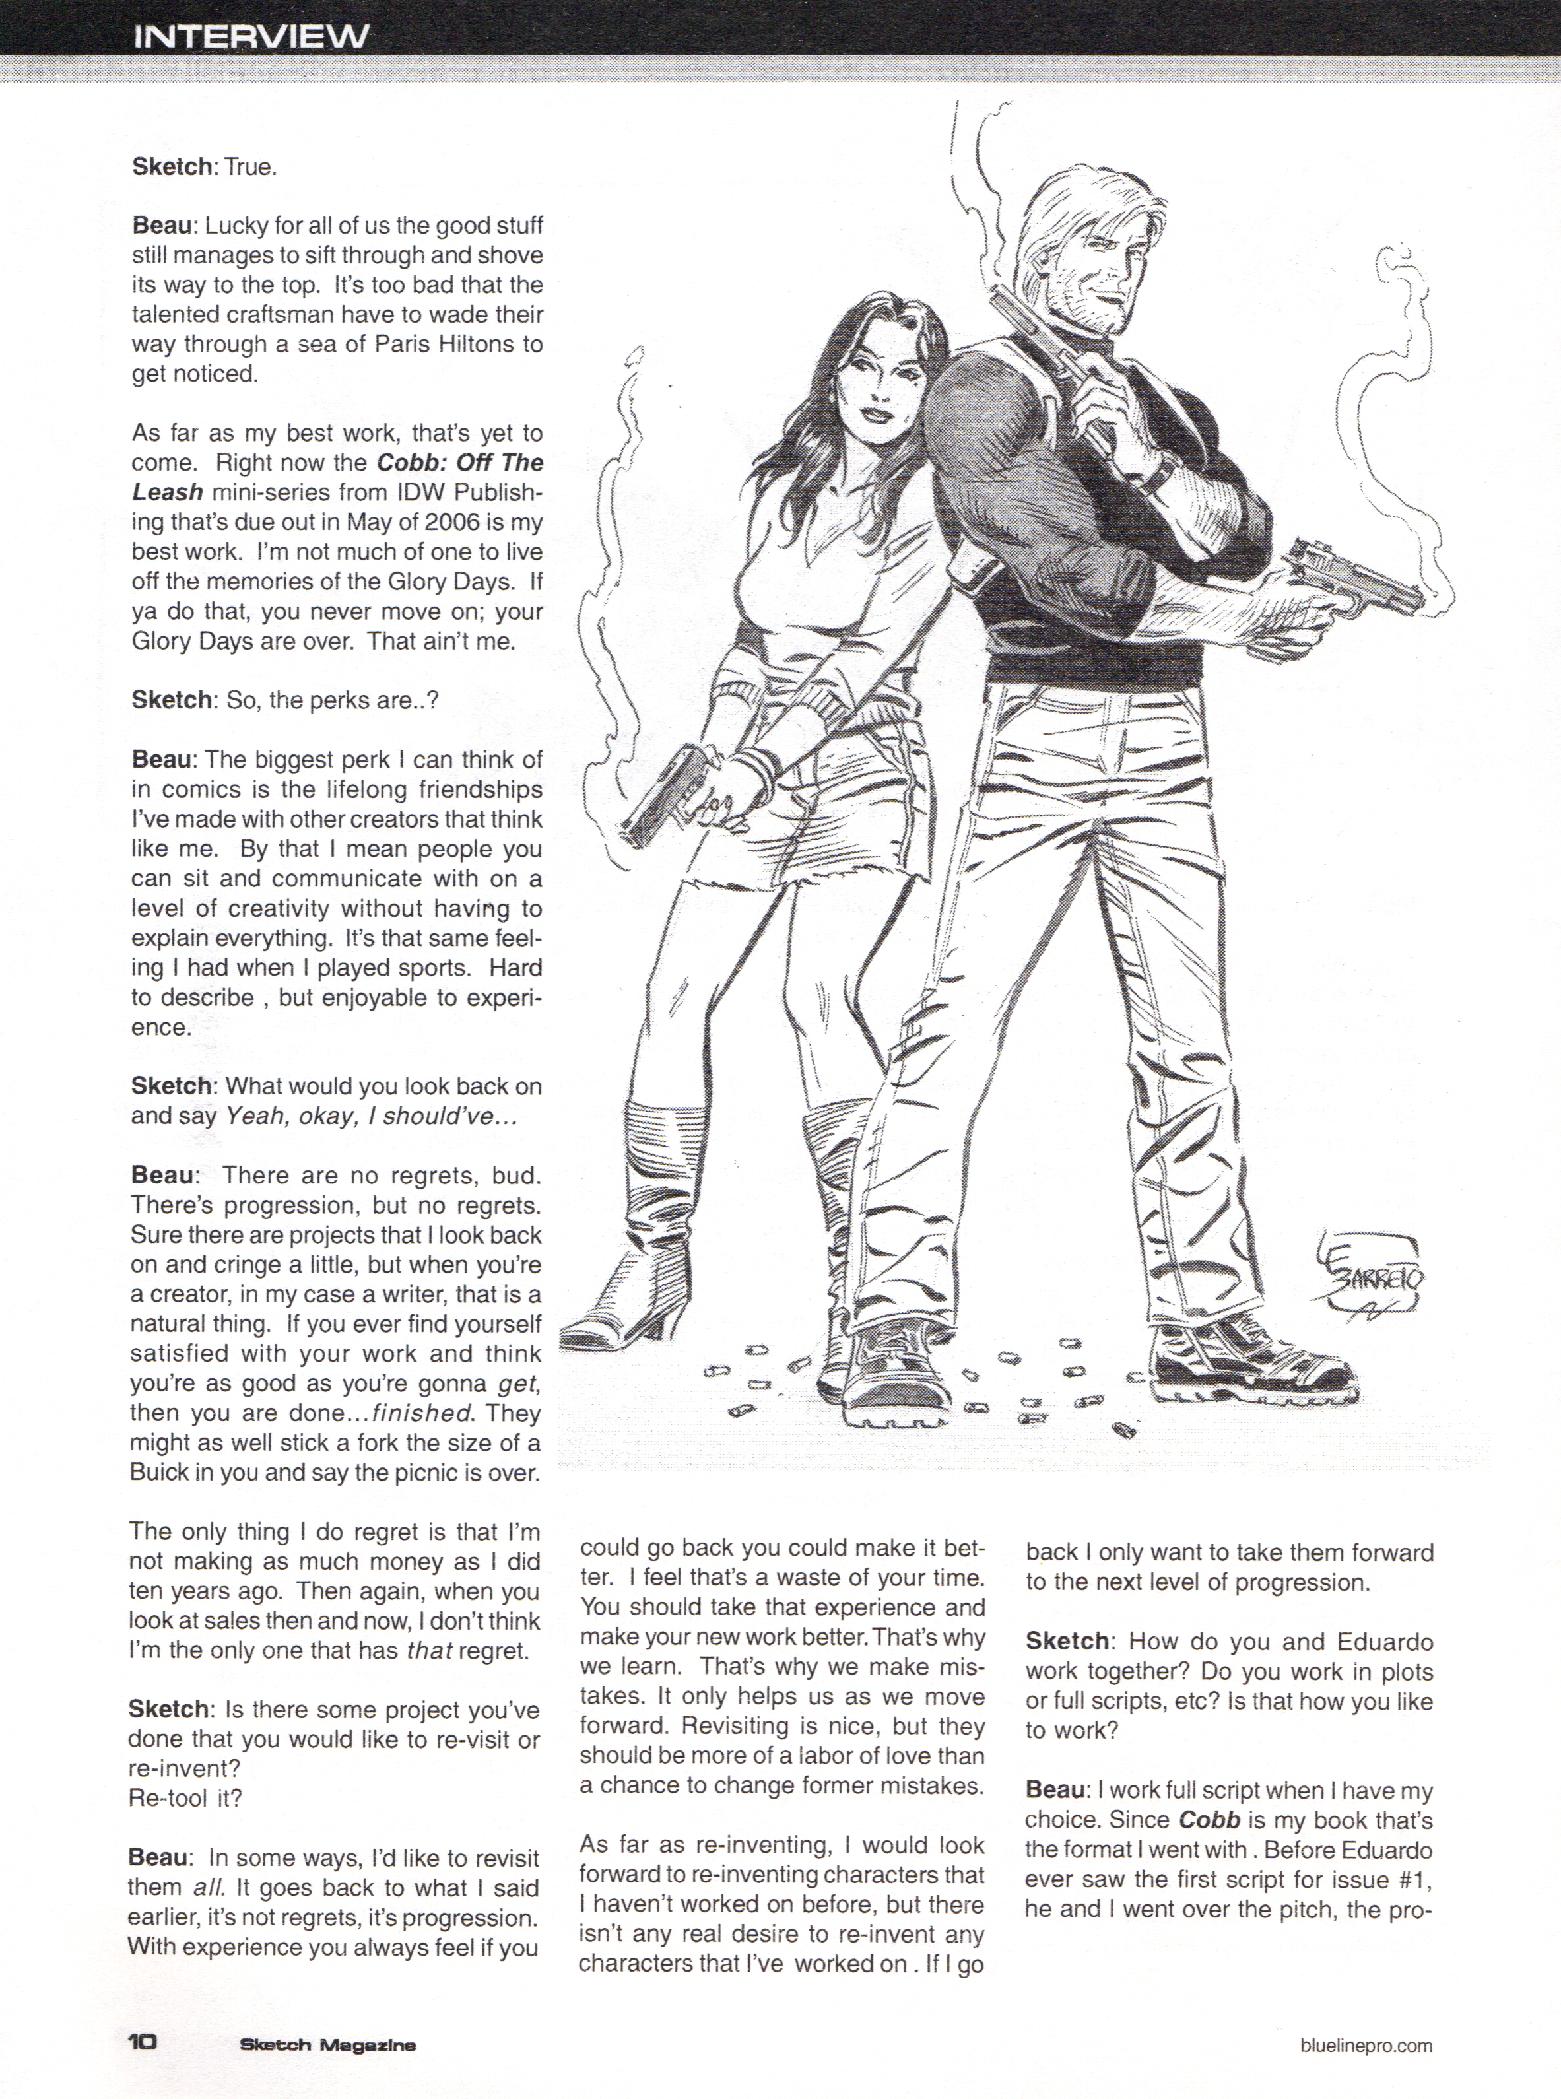 INTERVIEW
Sketch: True.
Beau: Lucky for all of us the good stuff
still manages to sift through and shove
its way to the top. It's too bad that the
talented craftsman have to wade their
way through a sea of Paris Hiltons to
get noticed.
As far as my best work, that's yet to
come. Right now the Cobb: Off The
Leash mini-series from IDW Publish-
ing that's due out in May of 2006 is my
best work. I'm not much of one to live
off the memories of the Glory Days. If
ya do that, you never move on; your
Glory Days are over. That ain't me.
Sketch: So, the perks are..?
Beau: The biggest perk I can think of
in comics is the lifelong friendships
I've made with other creators that think
like me. By that I mean people you
can sit and communicate with on a
level of creativity without having to
explain everything. It's that same feel-
ing I had when I played sports. Hard
to describe , but enjoyable to experi-
ence.
Sketch: What would you look back on
and say Yeah, okay, I should've...
Beau: There are no regrets, bud.
There's progression, but no regrets.
Sure there are projects that I look back
on and cringe a little, but when you're
a creator, in my case a writer, that is a
natural thing. If you ever find yourself
satisfied with your work and think
you're as good as you're gonna get,
then you are done...finished. They
might as well stick a fork the size of a
Buick in you and say the picnic is over.
The only thing I do regret is that I'm
not making as much money as I did
ten years ago. Then again, when you
look at sales then and now, I don't think
I'm the only one that has that regret.
Sketch: Is there some project you've
done that you would like to re-visit or
re-invent?
Re-tool it?
Beau: In some ways, I'd like to revisit
them all. It goes back to what I said
earlier, it's not regrets, it's progression.
With experience you always feel if you
could go back you could make it bet-
ter. I feel that's a waste of your time.
You should take that experience and
make your new work better. That's why
we learn. That's why we make mis-
takes. It only helps us as we move
forward. Revisiting is nice, but they
should be more of a labor of love than
a chance to change former mistakes.
As far as re-inventing, I would look
forward to re-inventing characters that
I haven't worked on before, but there
isn't any real desire to re-invent any
characters that I've worked on . If I go
back I only want to take them forward
to the next level of progression.
Sketch: How do you and Eduardo
work together? Do you work in plots
or full scripts, etc? Is that how you like
to work?
Beau: I work full script when I have my
choice. Since Cobb is my book that's
the format I went with . Before Eduardo
ever saw the first script for issue #1,
he and I went over the pitch, the pro-
BARRETO
10
Sketch Magazine
bluelinepro.com